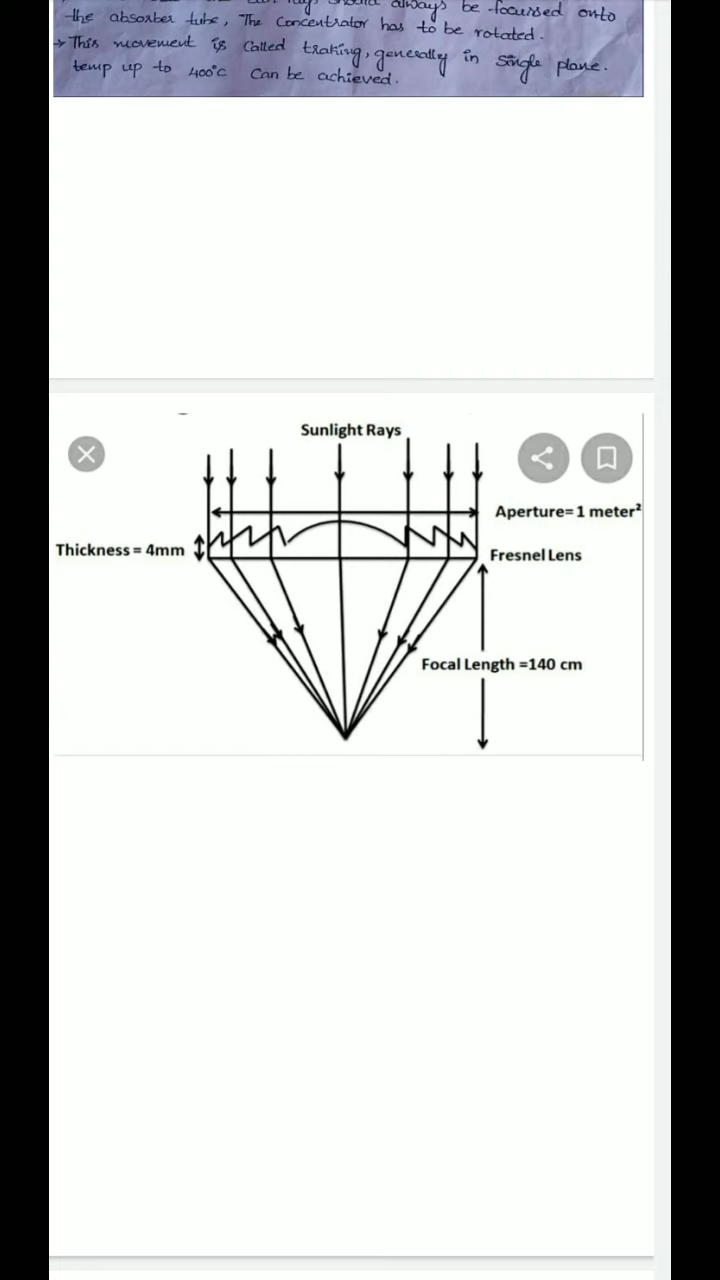 always be focussed onto
the absorber tube, The Concentrator has to be rotated.
→ This movement is Called traking, generally in single plane.
temp up to 400°c Can be achieved.
Sunlight Rays
Aperture=1 meter²
Thickness = 4mm
Fresnel Lens
Focal Length =140 cm